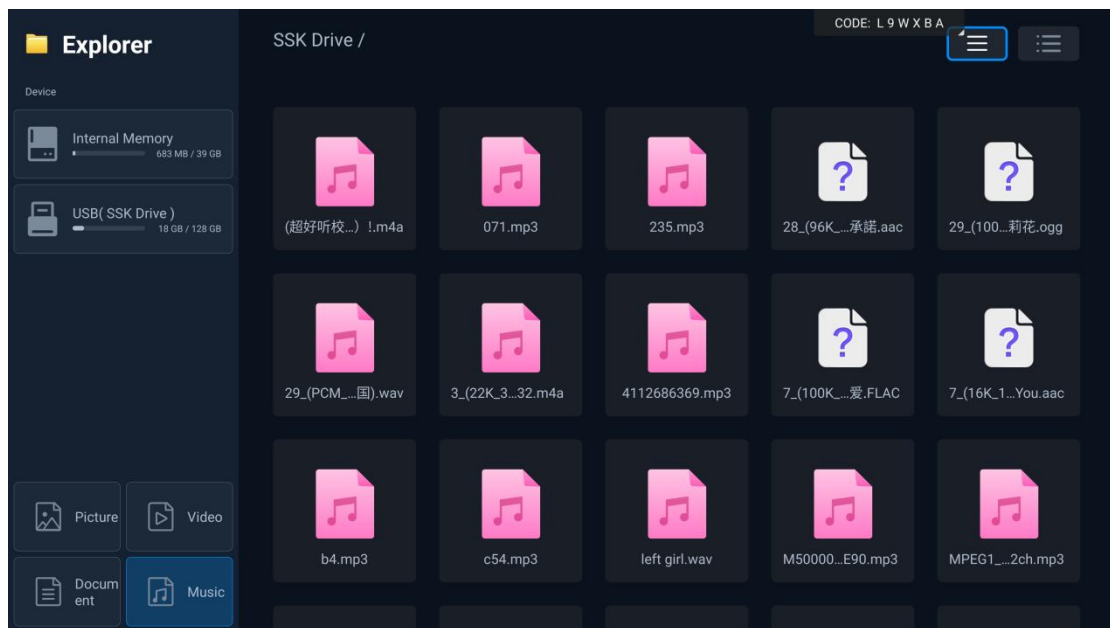 Explorer
SSK Drive /
CODE: L 9 W X B A
Device
Internal Memory
683 MB / 39 GB
USB( SSK Drive )
18 GB / 128 GB
(超好听校...）!.m4a
071.mp3
235.mp3
28_(96K_...承諾.aac
29_(100...莉花.ogg
29_(PCM_...国).wav
3_(22K_3...32.m4a
4112686369.mp3
7_(100K_...爱.FLAC
7_(16K_1...You.aac
b4.mp3
c54.mp3
left girl.wav
M50000...E90.mp3
MPEG1_...2ch.mp3
Picture
Video
Docum
ent
Music